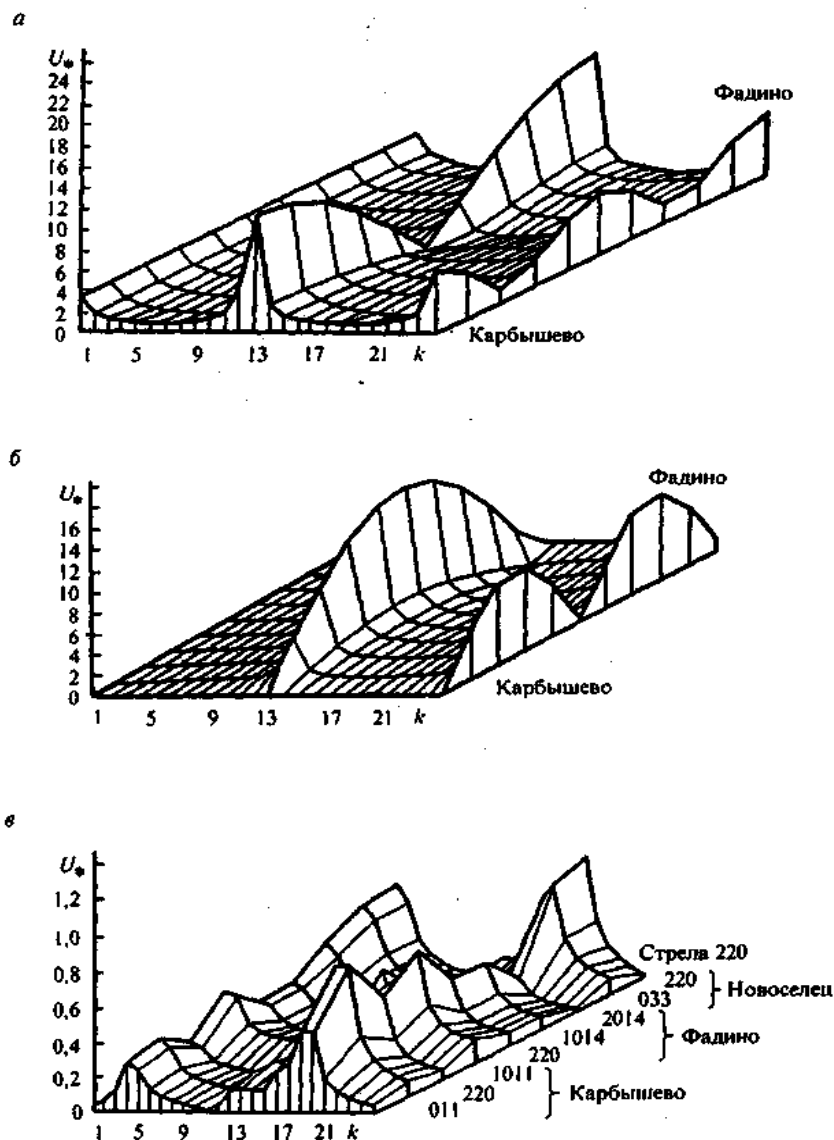 а
U*
24
22
20
18
16
14
12
10
8
6
4
2
0
1 5 9 13 17 21 k
Фадино
Карбышево
б
U*
16
14
12
10
8
6
4
2
0
1 5 9 13 17 21 k
Фадино
Карбышево
в
U*
1,2
1,0
0,8
0,6
0,4
0,2
0
1 5 9 13 17 21 k
Стрела 220
220
033
Новоселец
2014
1014
Фадино
220
1011
220
011
Карбышево